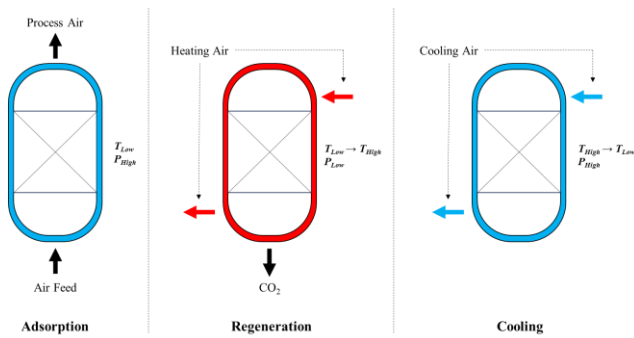 Process Air
T_Low
P_High
Air Feed
Adsorption
Heating Air
T_Low → T_High
P_Low
CO₂
Regeneration
Cooling Air
T_High → T_Low
P_High
Cooling